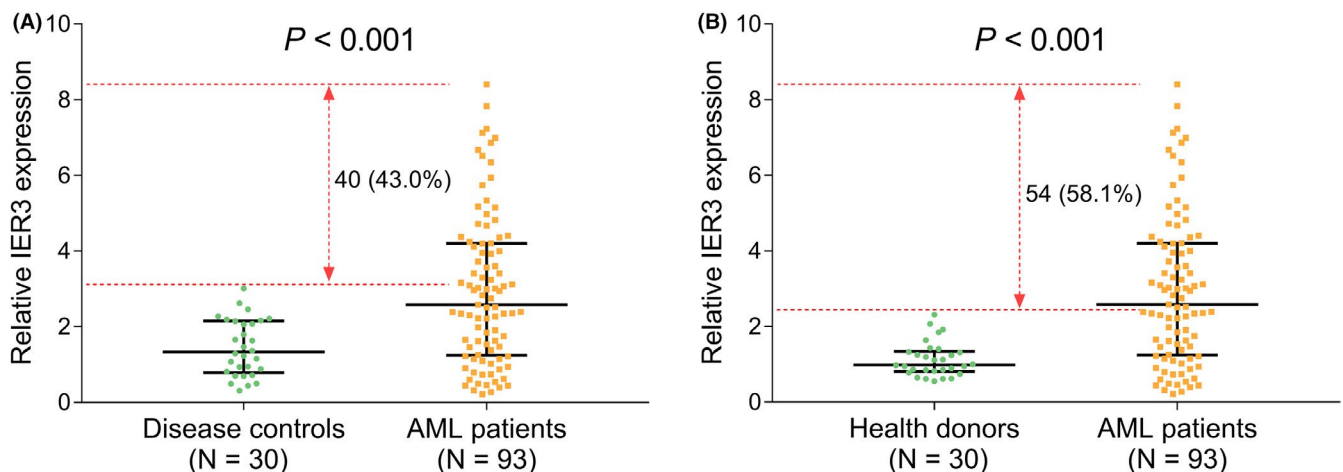 (A)
P < 0.001
Relative IER3 expression
10
8
6
4
2
0
40 (43.0%)
Disease controls
(N = 30)
AML patients
(N = 93)
(B)
P < 0.001
Relative IER3 expression
10
8
6
4
2
0
54 (58.1%)
Health donors
(N = 30)
AML patients
(N = 93)